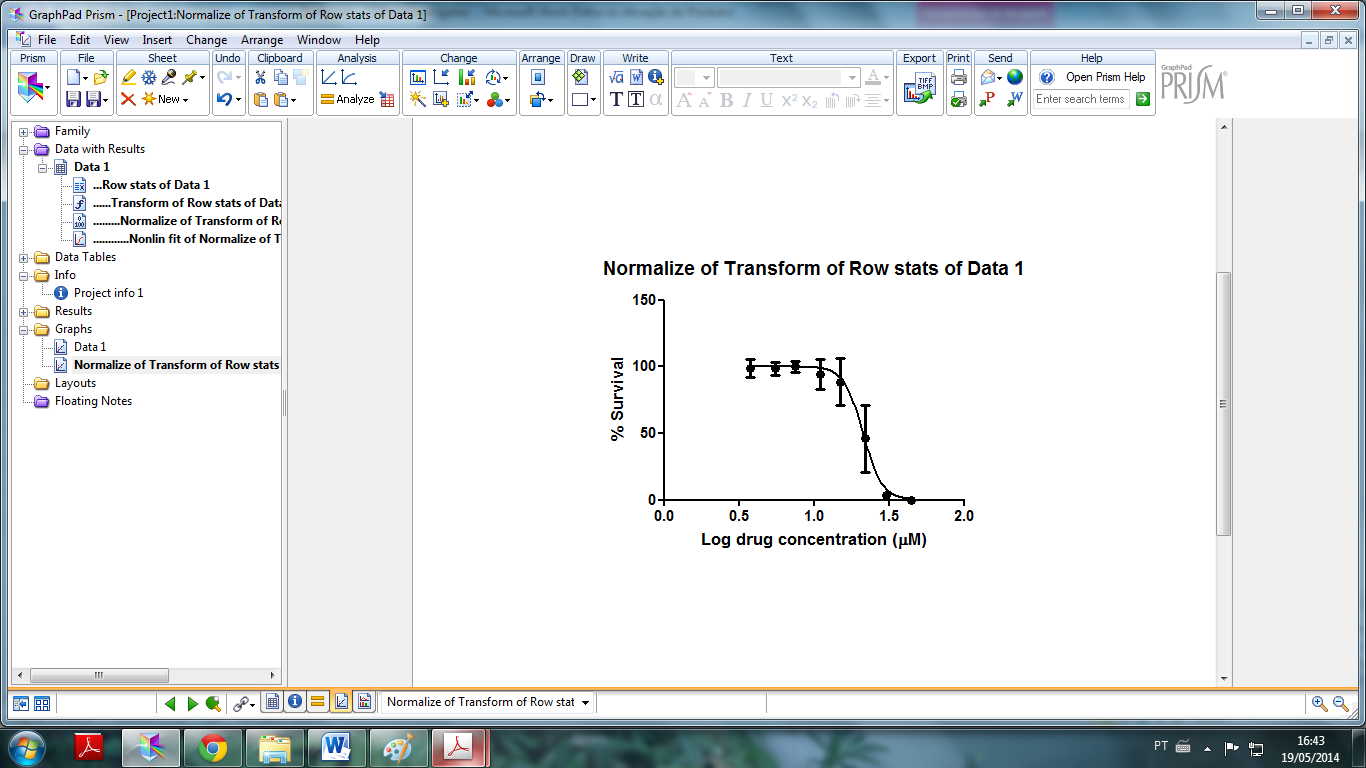 GraphPad Prism - [Project1:Normalize of Transform of Row stats of Data 1]
File Edit View Insert Change Arrange Window Help
Prism File Sheet Undo Clipboard Analysis Change Arrange Draw Write Text Export Print Send Help
New
Analyze
Open Prism Help
Enter search terms
GraphPad
PRISM
TIFF
BMP
Family
Data with Results
Data 1
...Row stats of Data 1
......Transform of Row stats of Data
.........Normalize of Transform of Ro
............Nonlin fit of Normalize of T
Data Tables
Info
Project info 1
Results
Graphs
Data 1
Normalize of Transform of Row stats
Layouts
Floating Notes
Normalize of Transform of Row stats of Data 1
150
100
50
0
% Survival
0.0 0.5 1.0 1.5 2.0
Log drug concentration (μM)
Normalize of Transform of Row stat
PT
16:43
19/05/2014